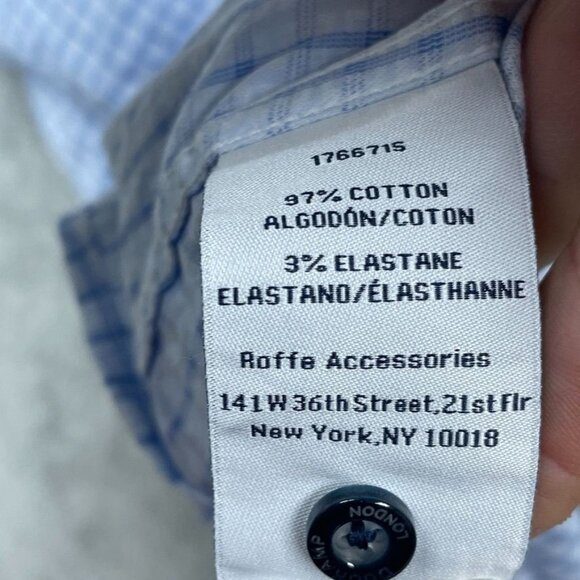 1766715
97% COTTON
ALGODÓN/COTON
3% ELASTANE
ELASTANO/ÉLASTHANNE
Roffe Accessories
141 W 36th Street, 21st Flr
New York, NY 10018
LONDON